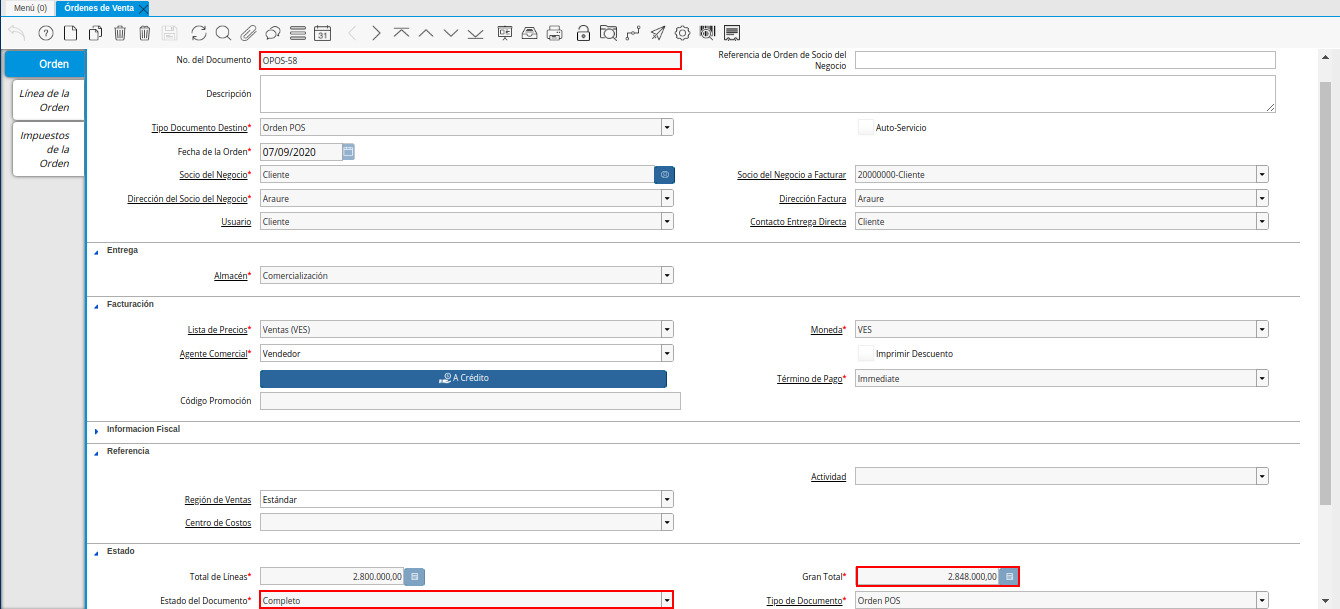 Menú (0) Órdenes de Venta
31
Orden
Línea de la
Orden
Impuestos
de la
Orden
No. del Documento OPOS-58
Referencia de Orden de Socio del
Negocio
Descripción
Tipo Documento Destino* Orden POS Auto-Servicio
Fecha de la Orden* 07/09/2020
Socio del Negocio* Cliente Socio del Negocio a Facturar 20000000-Cliente
Dirección del Socio del Negocio* Araure Dirección Factura Araure
Usuario Cliente Contacto Entrega Directa Cliente
Entrega
Almacén* Comercialización
Facturación
Lista de Precios* Ventas (VES) Moneda* VES
Agente Comercial* Vendedor Imprimir Descuento
A Crédito Término de Pago* Immediate
Código Promoción
Informacion Fiscal
Referencia
Actividad
Región de Ventas Estándar
Centro de Costos
Estado
Total de Líneas* 2.800.000,00 Gran Total* 2.848.000,00
Estado del Documento* Completo Tipo de Documento* Orden POS